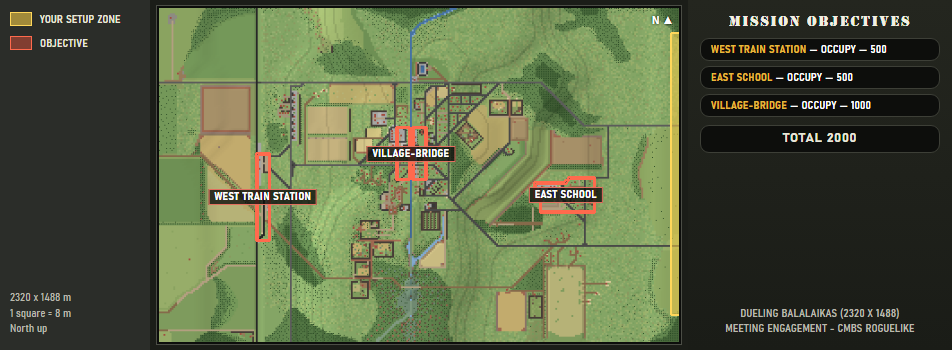 YOUR SETUP ZONE
OBJECTIVE
2320 x 1488 m
1 square = 8 m
North up
N ▲
VILLAGE-BRIDGE
WEST TRAIN STATION
EAST SCHOOL
MISSION OBJECTIVES
WEST TRAIN STATION — OCCUPY — 500
EAST SCHOOL — OCCUPY — 500
VILLAGE-BRIDGE — OCCUPY — 1000
TOTAL 2000
DUELING BALALAIKAS (2320 X 1488)
MEETING ENGAGEMENT - CMBS ROGUELIKE